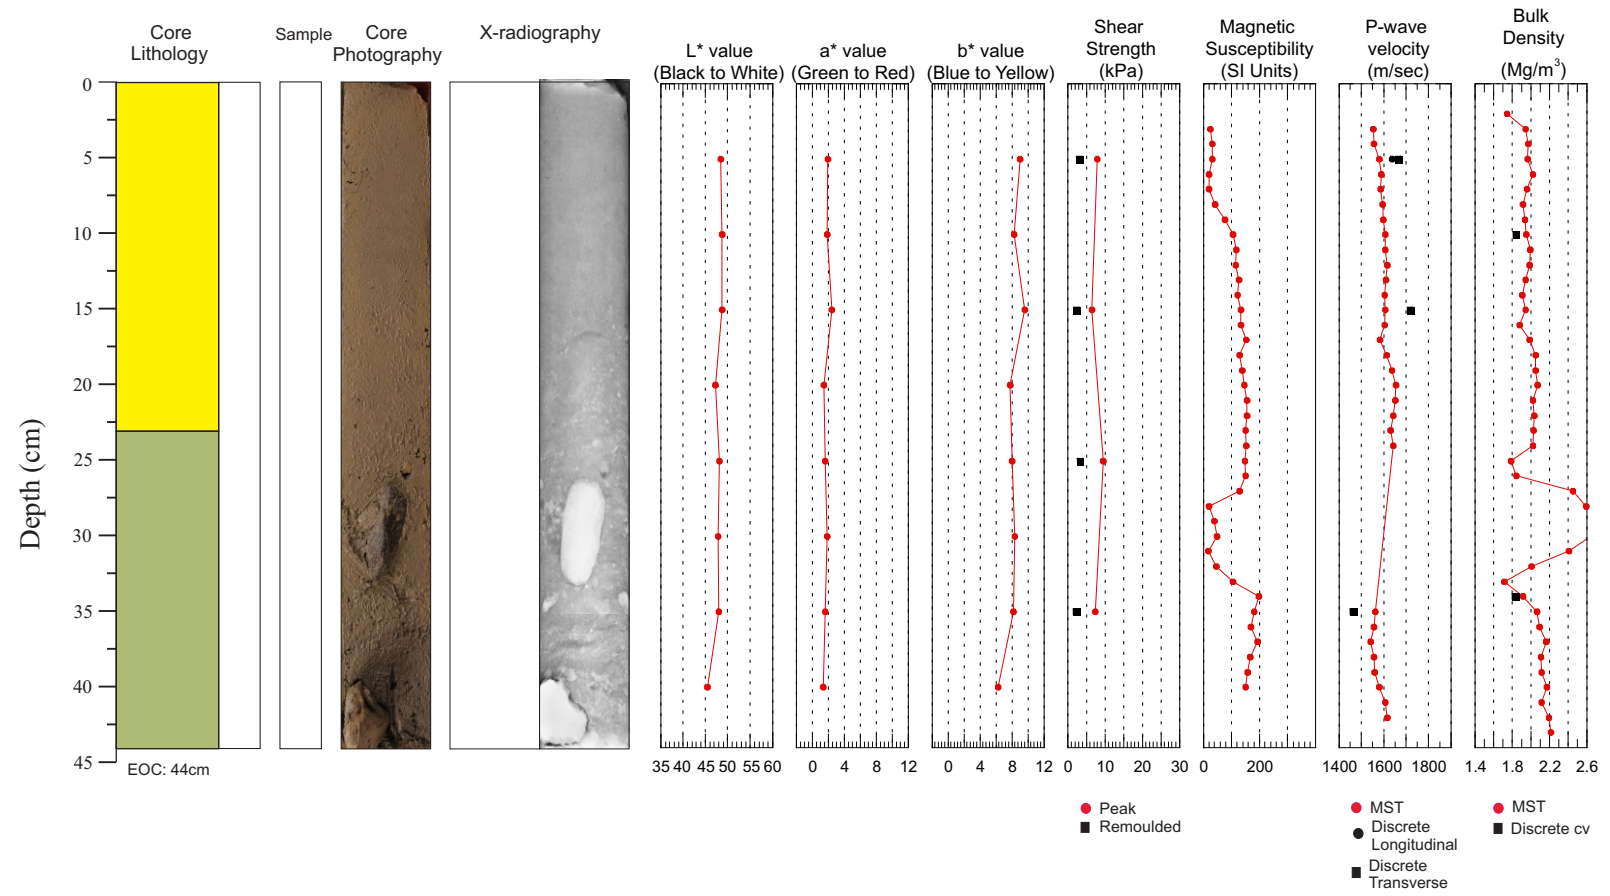 Core
Lithology
Sample
Core
Photography
X-radiography
L* value
(Black to White)
a* value
(Green to Red)
b* value
(Blue to Yellow)
Shear
Strength
(kPa)
Magnetic
Susceptibility
(SI Units)
P-wave
velocity
(m/sec)
Bulk
Density
(Mg/m³)
Depth (cm)
0
5
10
15
20
25
30
35
40
45
EOC: 44cm
35 40 45 50 55 60
0 4 8 12
0 4 8 12
0 10 20 30
0 200
1400 1600 1800
1.4 1.8 2.2 2.6
Peak
Remoulded
MST
Discrete
Longitudinal
Discrete
Transverse
MST
Discrete cv